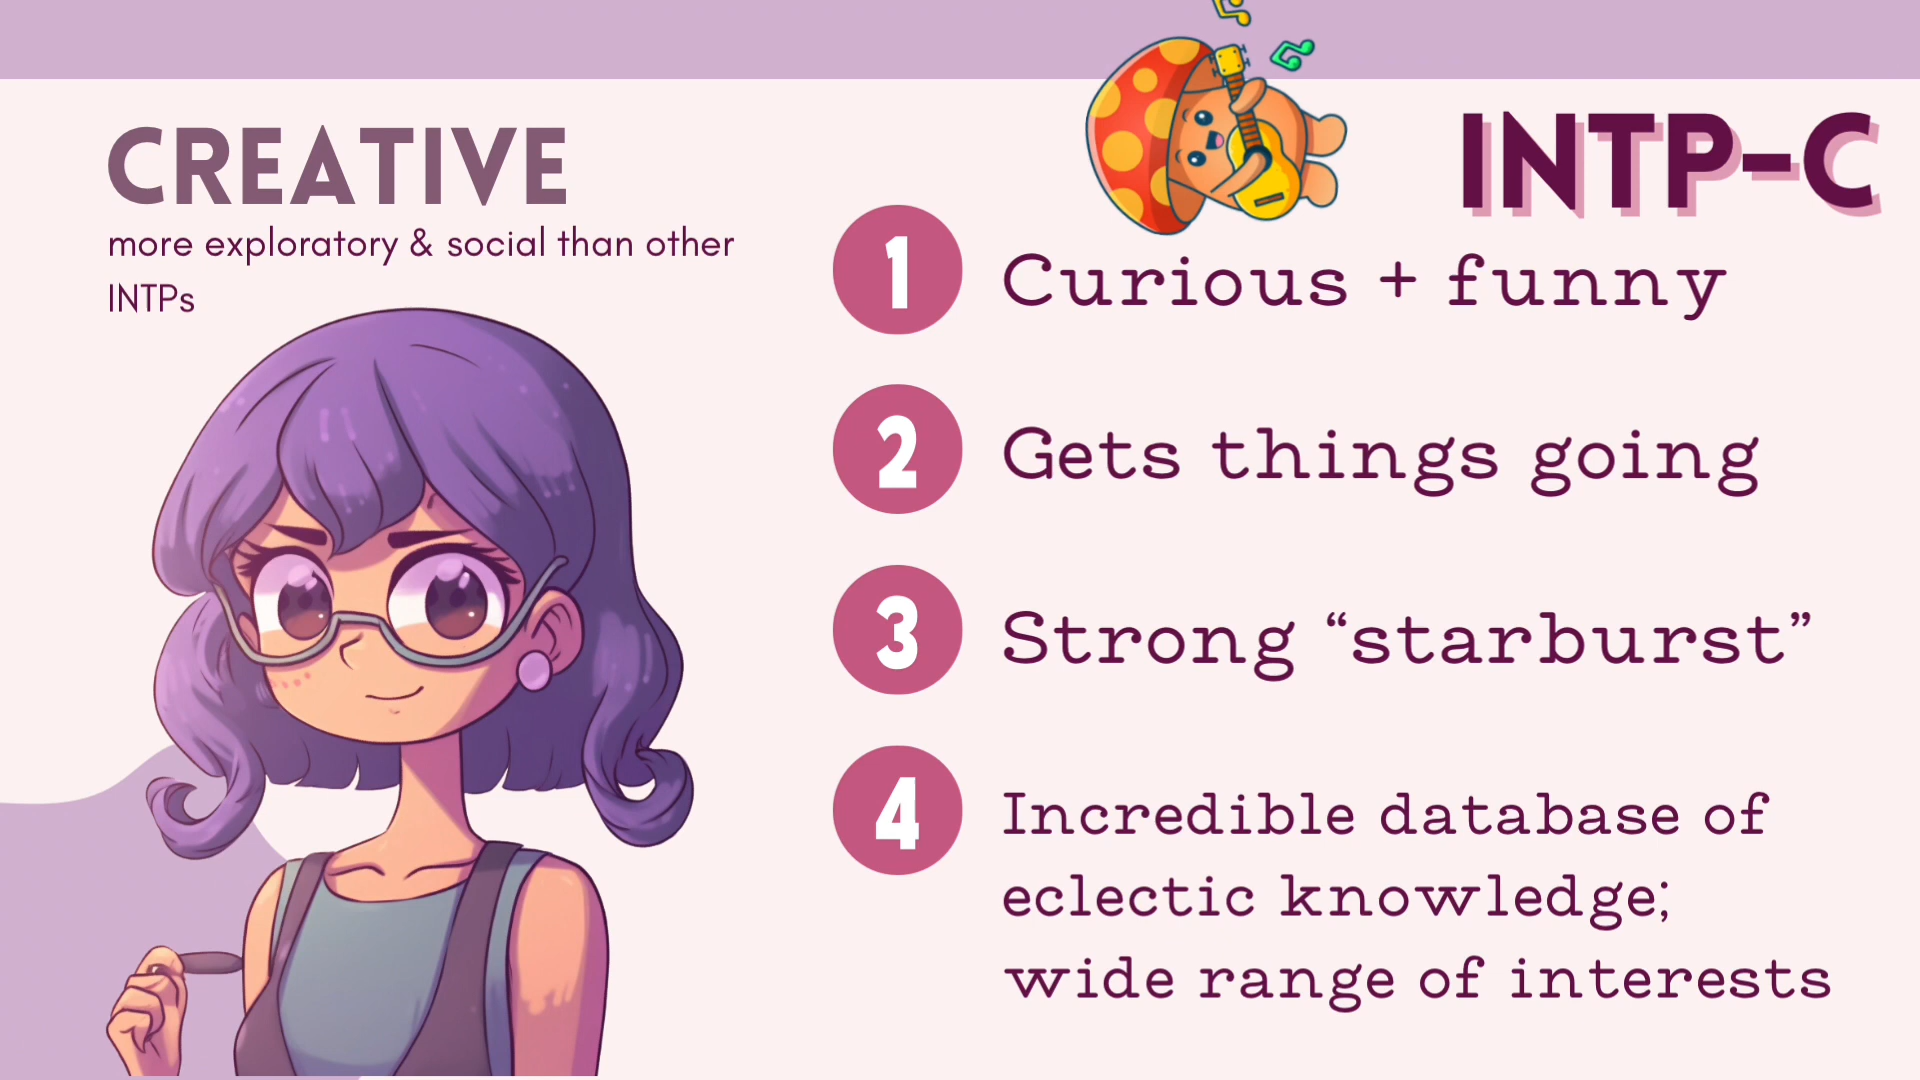 CREATIVE
more exploratory & social than other
INTPs
INTP-C
1
Curious + funny
2
Gets things going
3
Strong “starburst”
4
Incredible database of
eclectic knowledge;
wide range of interests